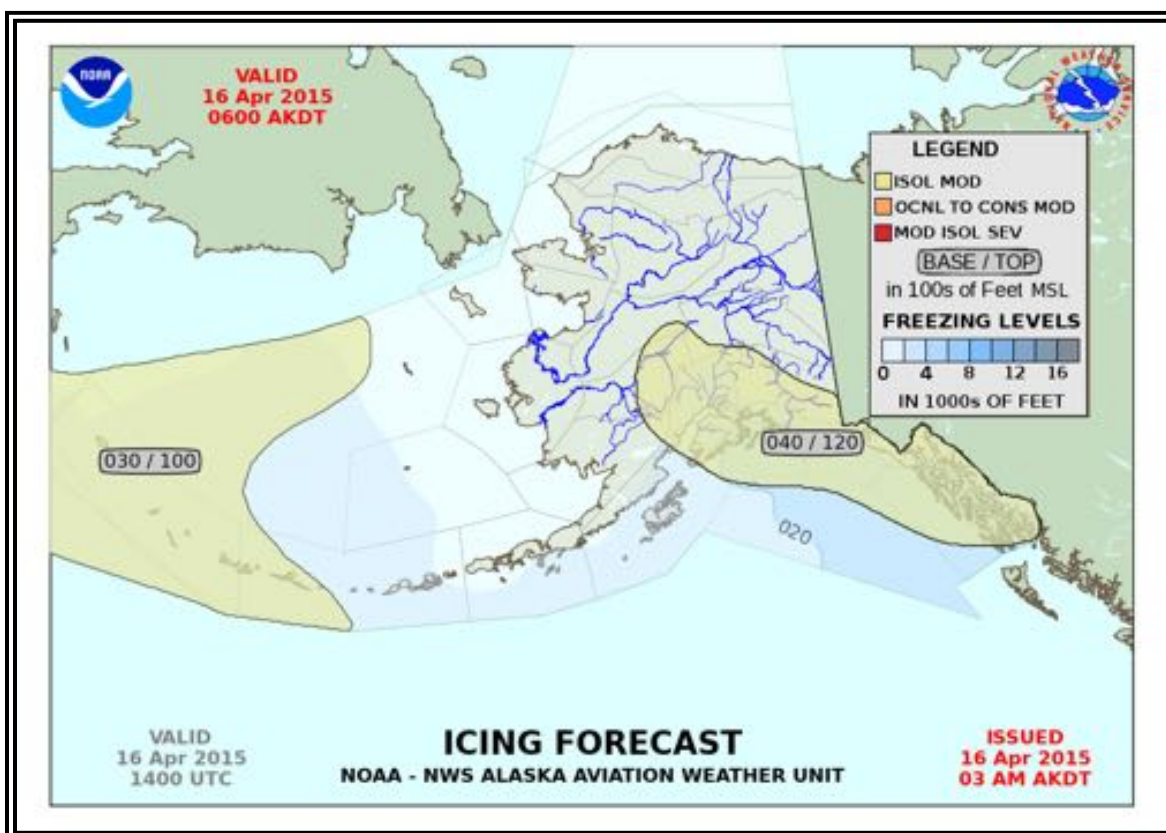 NOAA
VALID
16 Apr 2015
0600 AKDT
NATIONAL WEATHER SERVICE
LEGEND
ISOL MOD
OCNL TO CONS MOD
MOD ISOL SEV
BASE / TOP
in 100s of Feet MSL
FREEZING LEVELS
0 4 8 12 16
IN 1000s OF FEET
030 / 100
040 / 120
020
VALID
16 Apr 2015
1400 UTC
ICING FORECAST
NOAA - NWS ALASKA AVIATION WEATHER UNIT
ISSUED
16 Apr 2015
03 AM AKDT